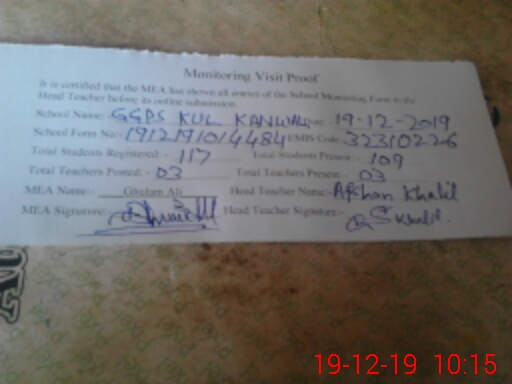 Monitoring Visit Proof
It is certified that the MEA has shown all entries of the School Monitoring Form to the
Head Teacher before its online submission.
School Name: GGPS KUL KANWAN Date: 19-12-2019
School Form No:- 1912191014484 EMIS Code: 32310226
Total Students Registered:- 117 Total Students Present:- 109
Total Teachers Posted:- 03 Total Teachers Present:- 03
MEA Name:- Ghulam Ali Head Teacher Name: Afshan Khalil
MEA Signature:- Head Teacher Signature:- Khalil.
19-12-19 10:15